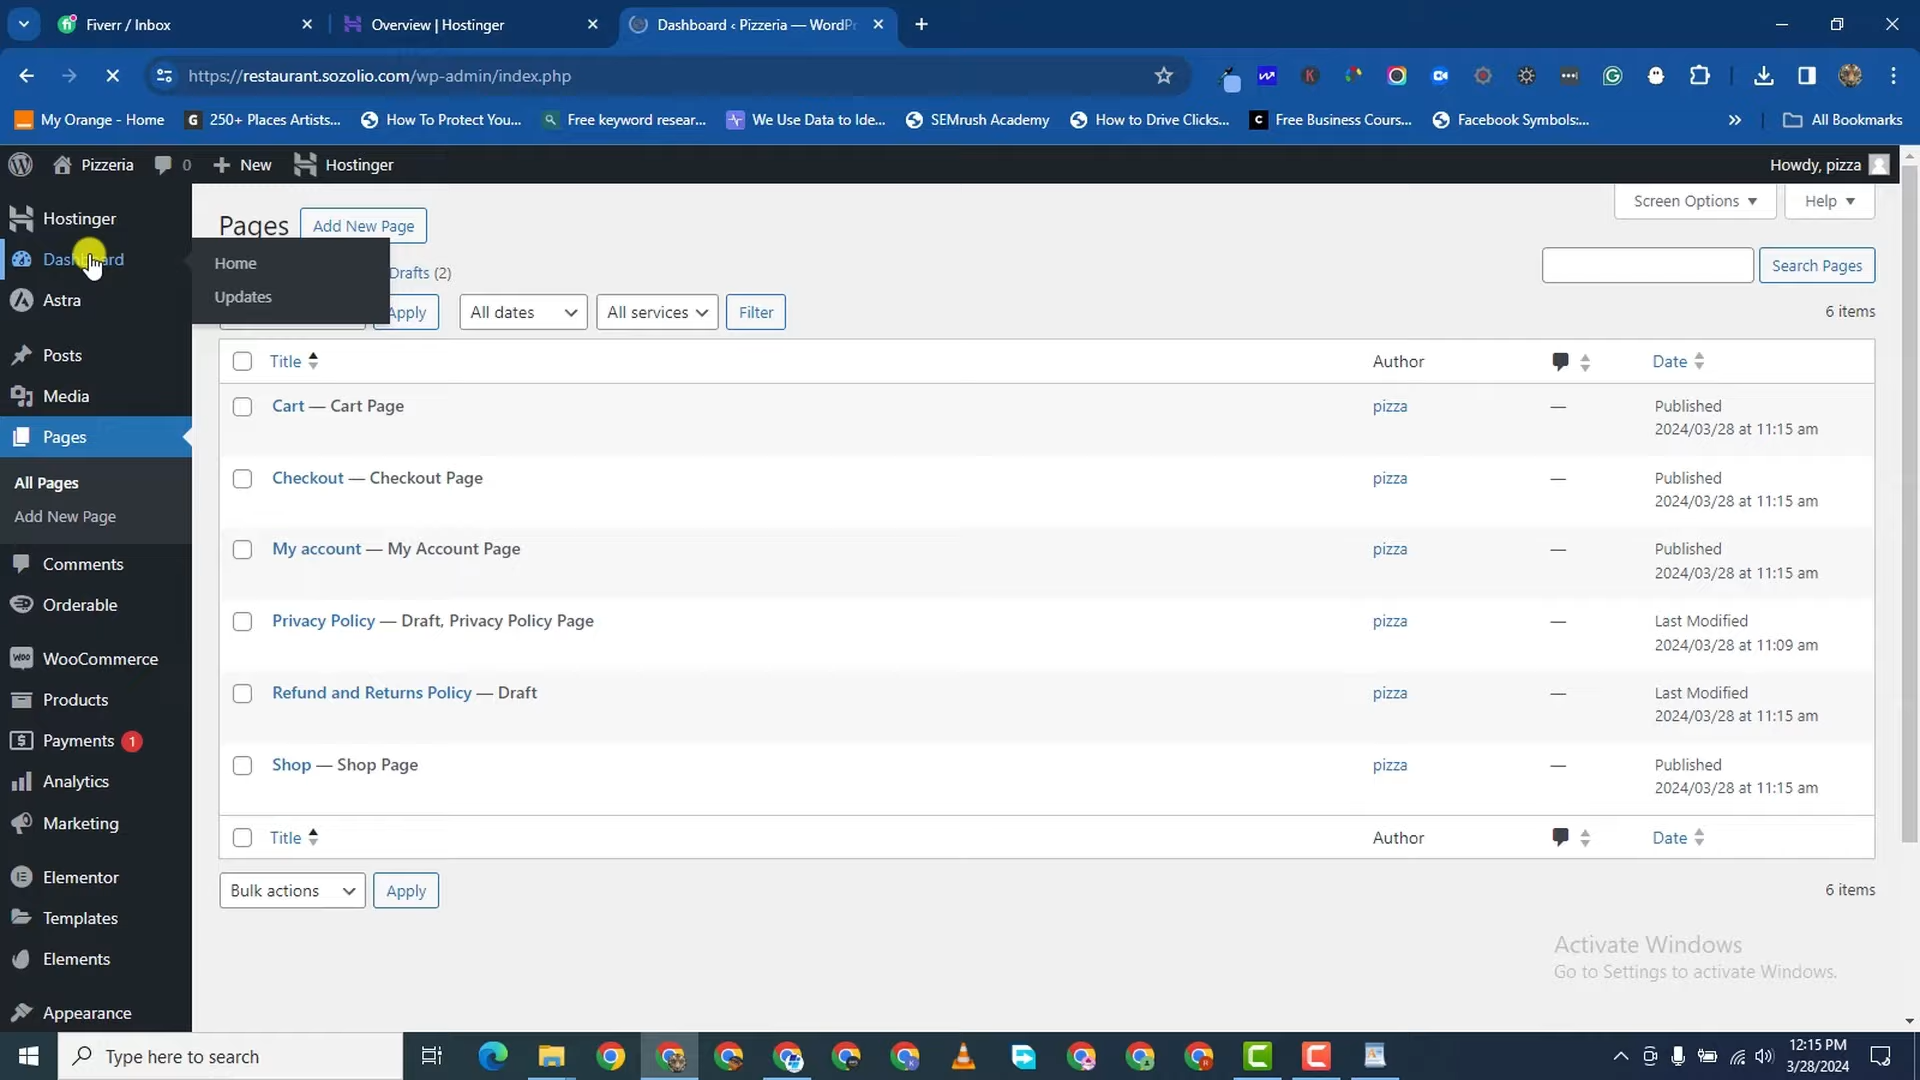 Fiverr / Inbox
Overview | Hostinger
Dashboard ‹ Pizzeria — WordPr
https://restaurant.sozolio.com/wp-admin/index.php
My Orange - Home
250+ Places Artists...
How To Protect You...
Free keyword resear...
We Use Data to Ide...
SEMrush Academy
How to Drive Clicks...
Free Business Cours...
Facebook Symbols:...
All Bookmarks
Pizzeria
0
New
Hostinger
Howdy, pizza
Hostinger
Dashboard
Astra
Posts
Media
Pages
All Pages
Add New Page
Comments
Orderable
WooCommerce
Products
Payments 1
Analytics
Marketing
Elementor
Templates
Elements
Appearance
Home
Updates
Pages
Add New Page
Screen Options
Help
Drafts (2)
Search Pages
Apply
All dates
All services
Filter
6 items
Title
Author
Date
Cart — Cart Page
pizza
—
Published
2024/03/28 at 11:15 am
Checkout — Checkout Page
pizza
—
Published
2024/03/28 at 11:15 am
My account — My Account Page
pizza
—
Published
2024/03/28 at 11:15 am
Privacy Policy — Draft, Privacy Policy Page
pizza
—
Last Modified
2024/03/28 at 11:09 am
Refund and Returns Policy — Draft
pizza
—
Last Modified
2024/03/28 at 11:15 am
Shop — Shop Page
pizza
—
Published
2024/03/28 at 11:15 am
Title
Author
Date
Bulk actions
Apply
6 items
Activate Windows
Go to Settings to activate Windows.
Type here to search
12:15 PM
3/28/2024